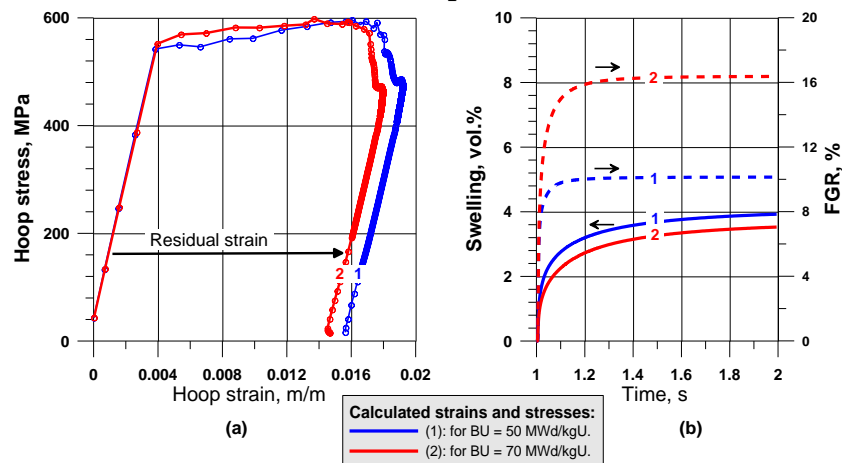 600
400
200
0
Hoop stress, MPa
Residual strain
2 1
0 0.004 0.008 0.012 0.016 0.02
Hoop strain, m/m
(a)
10
8
6
4
2
0
Swelling, vol.%
2
1
1
2
20
16
12
8
4
0
FGR, %
1 1.2 1.4 1.6 1.8 2
Time, s
(b)
Calculated strains and stresses:
(1): for BU = 50 MWd/kgU.
(2): for BU = 70 MWd/kgU.